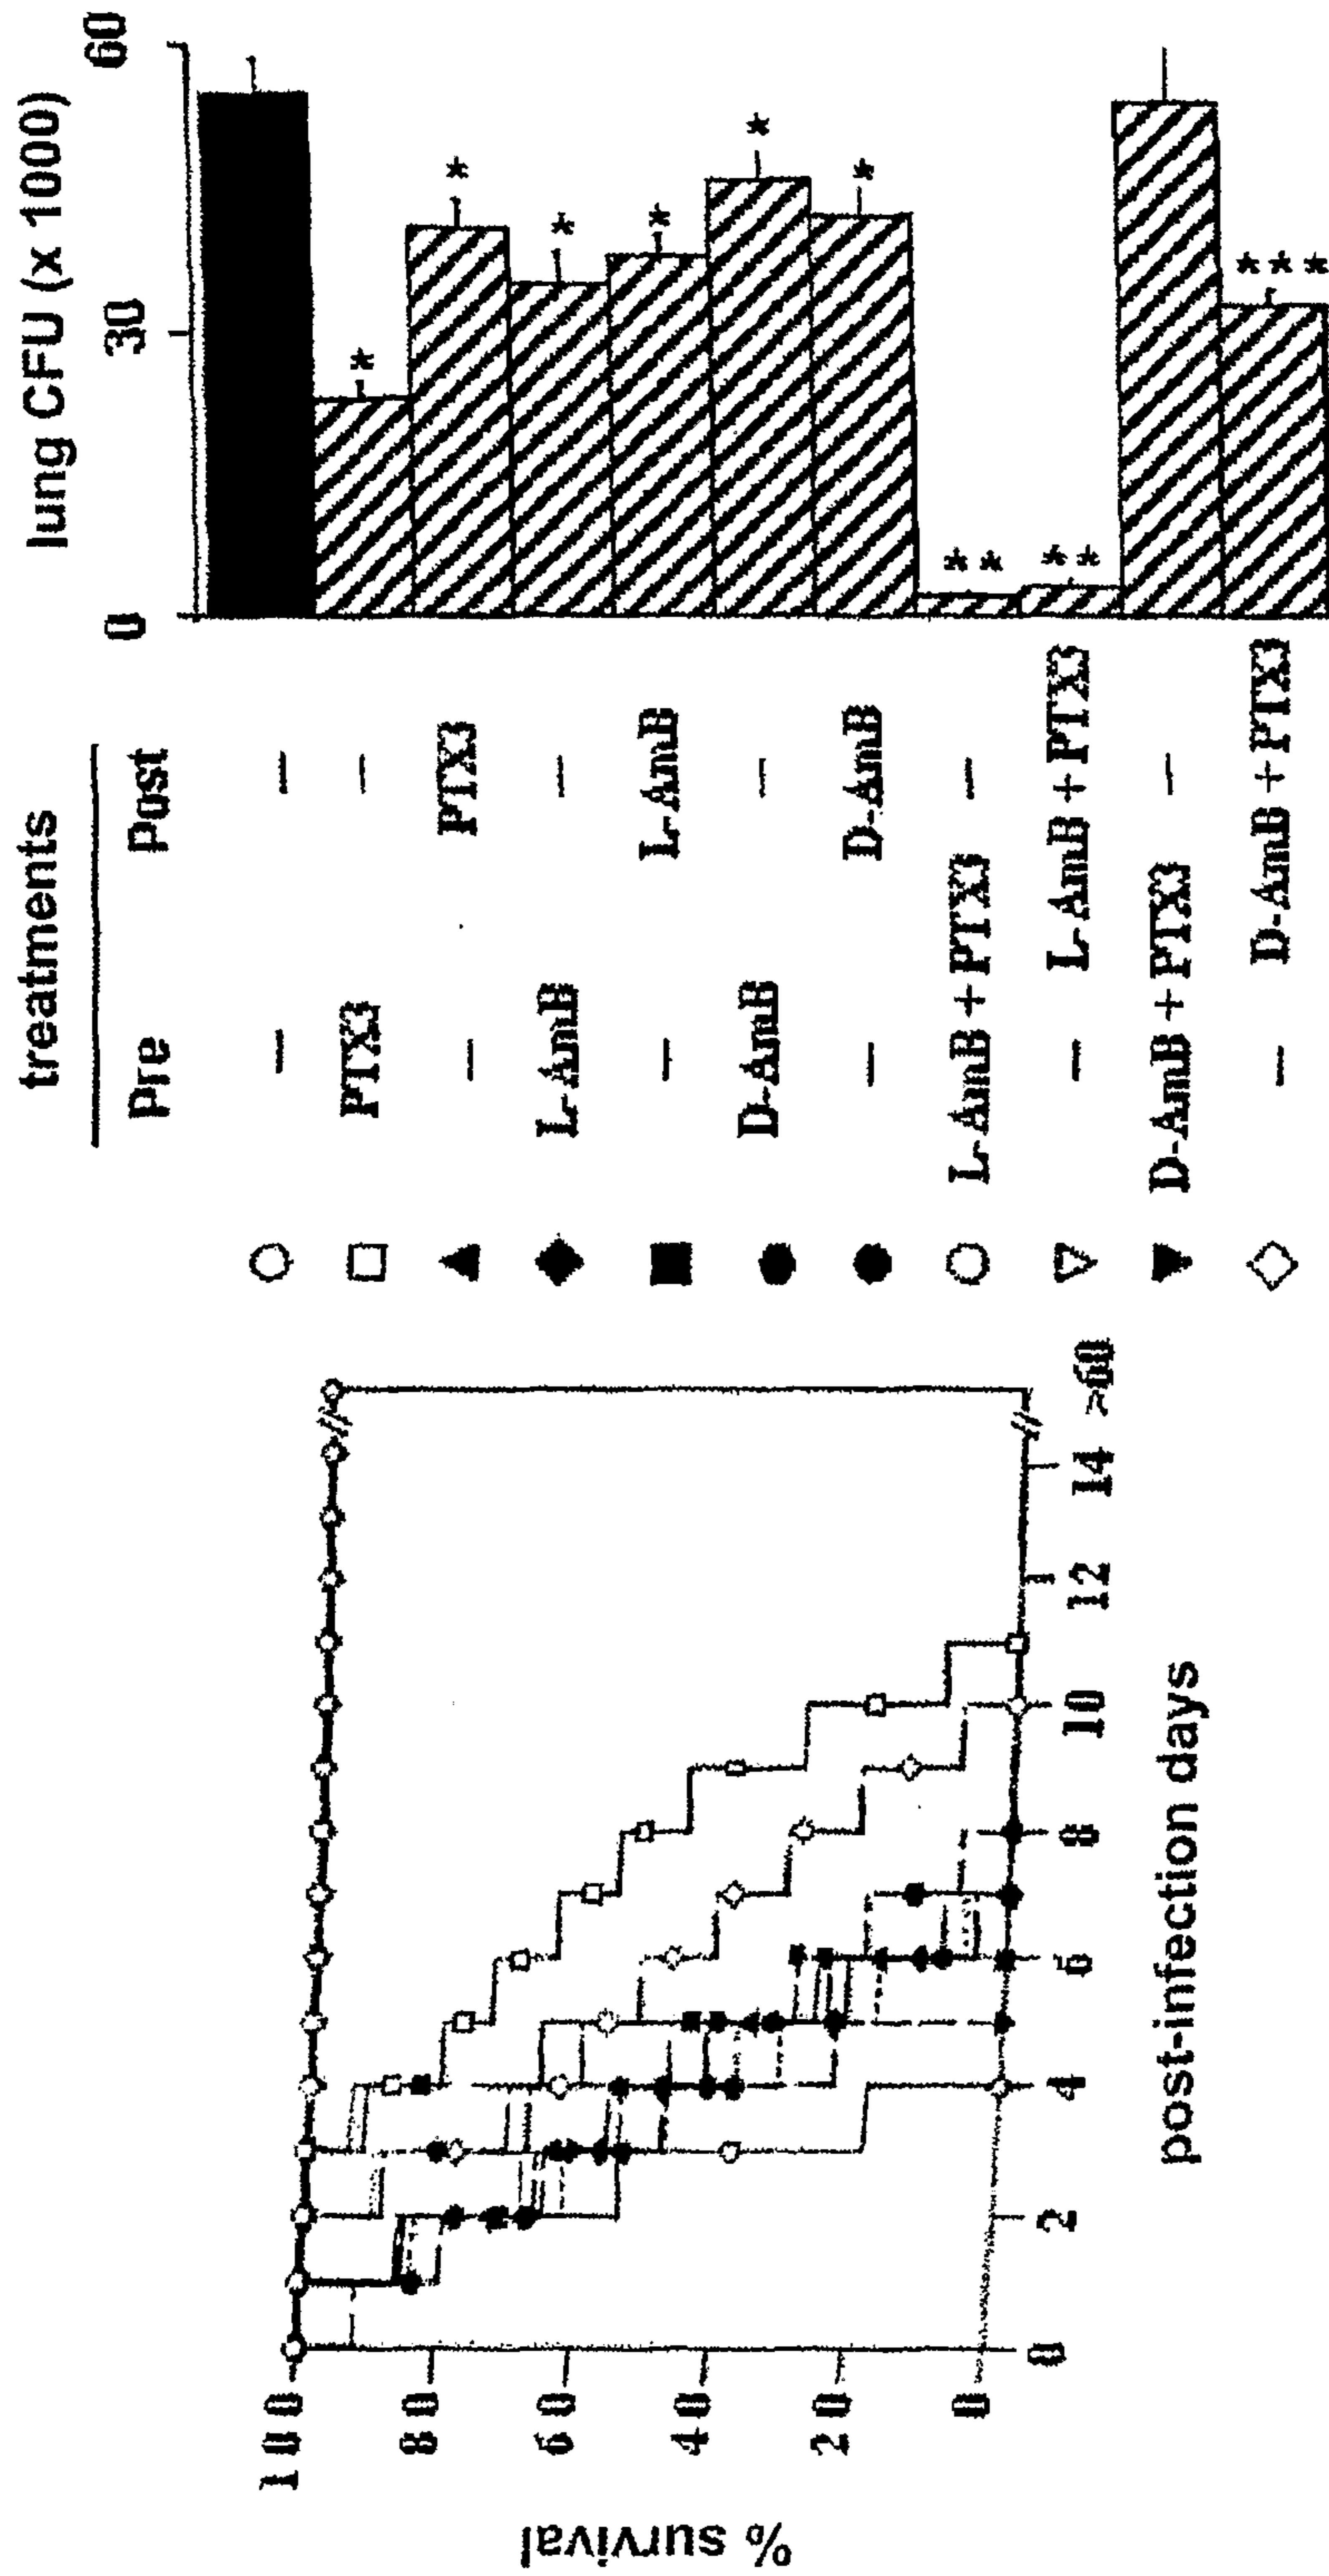 % survival
100
80
60
40
20
0
0
2
4
6
8
10
12
14
>60
post-infection days
treatments
Pre Post
— —
PTX3 —
— PTX3
L-AmB —
— L-AmB
D-AmB —
— D-AmB
L-AmB + PTX3 —
— L-AmB + PTX3
D-AmB + PTX3 —
— D-AmB + PTX3
lung CFU (x 1000)
0
30
60
*
*
*
*
*
*
**
**
***